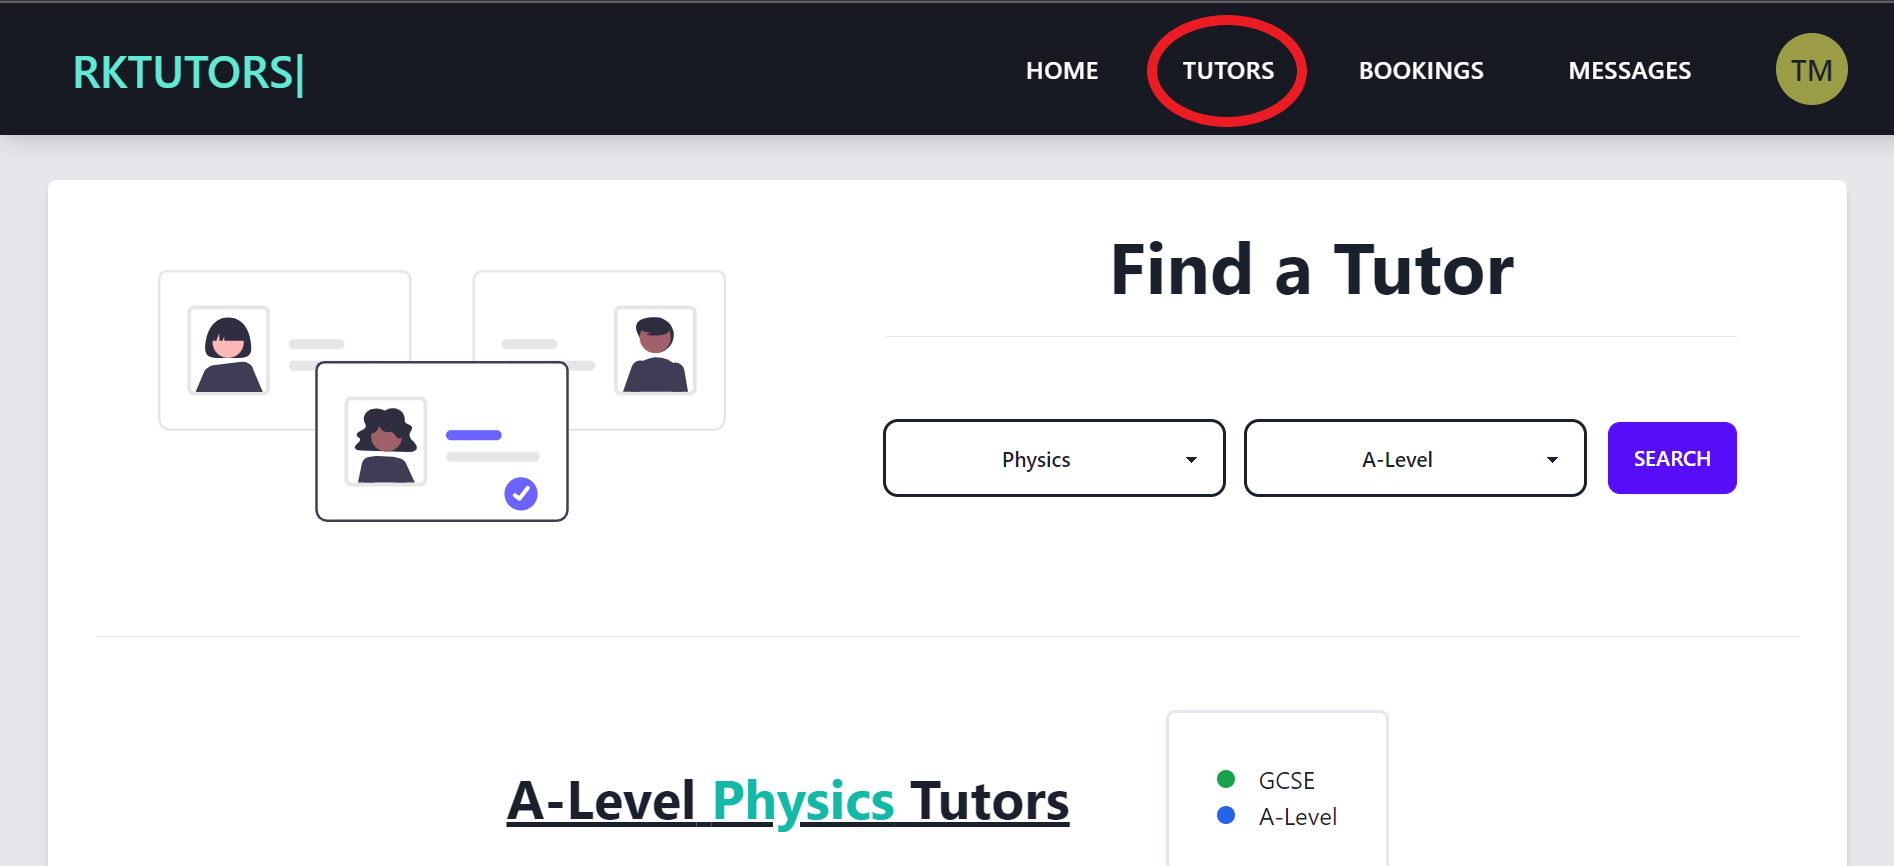 RKTUTORS|
HOME TUTORS BOOKINGS MESSAGES TM
Find a Tutor
Physics A-Level SEARCH
A-Level Physics Tutors
GCSE
A-Level